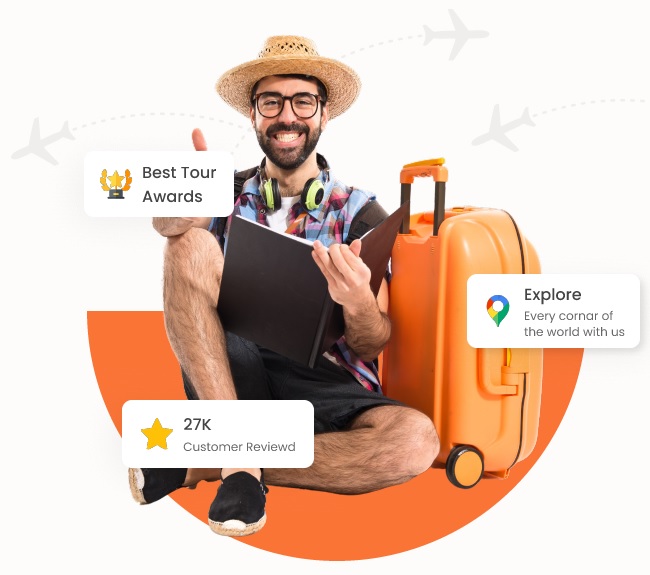 Best Tour
Awards
Explore
Every cornar of
the world with us
27K
Customer Reviewd